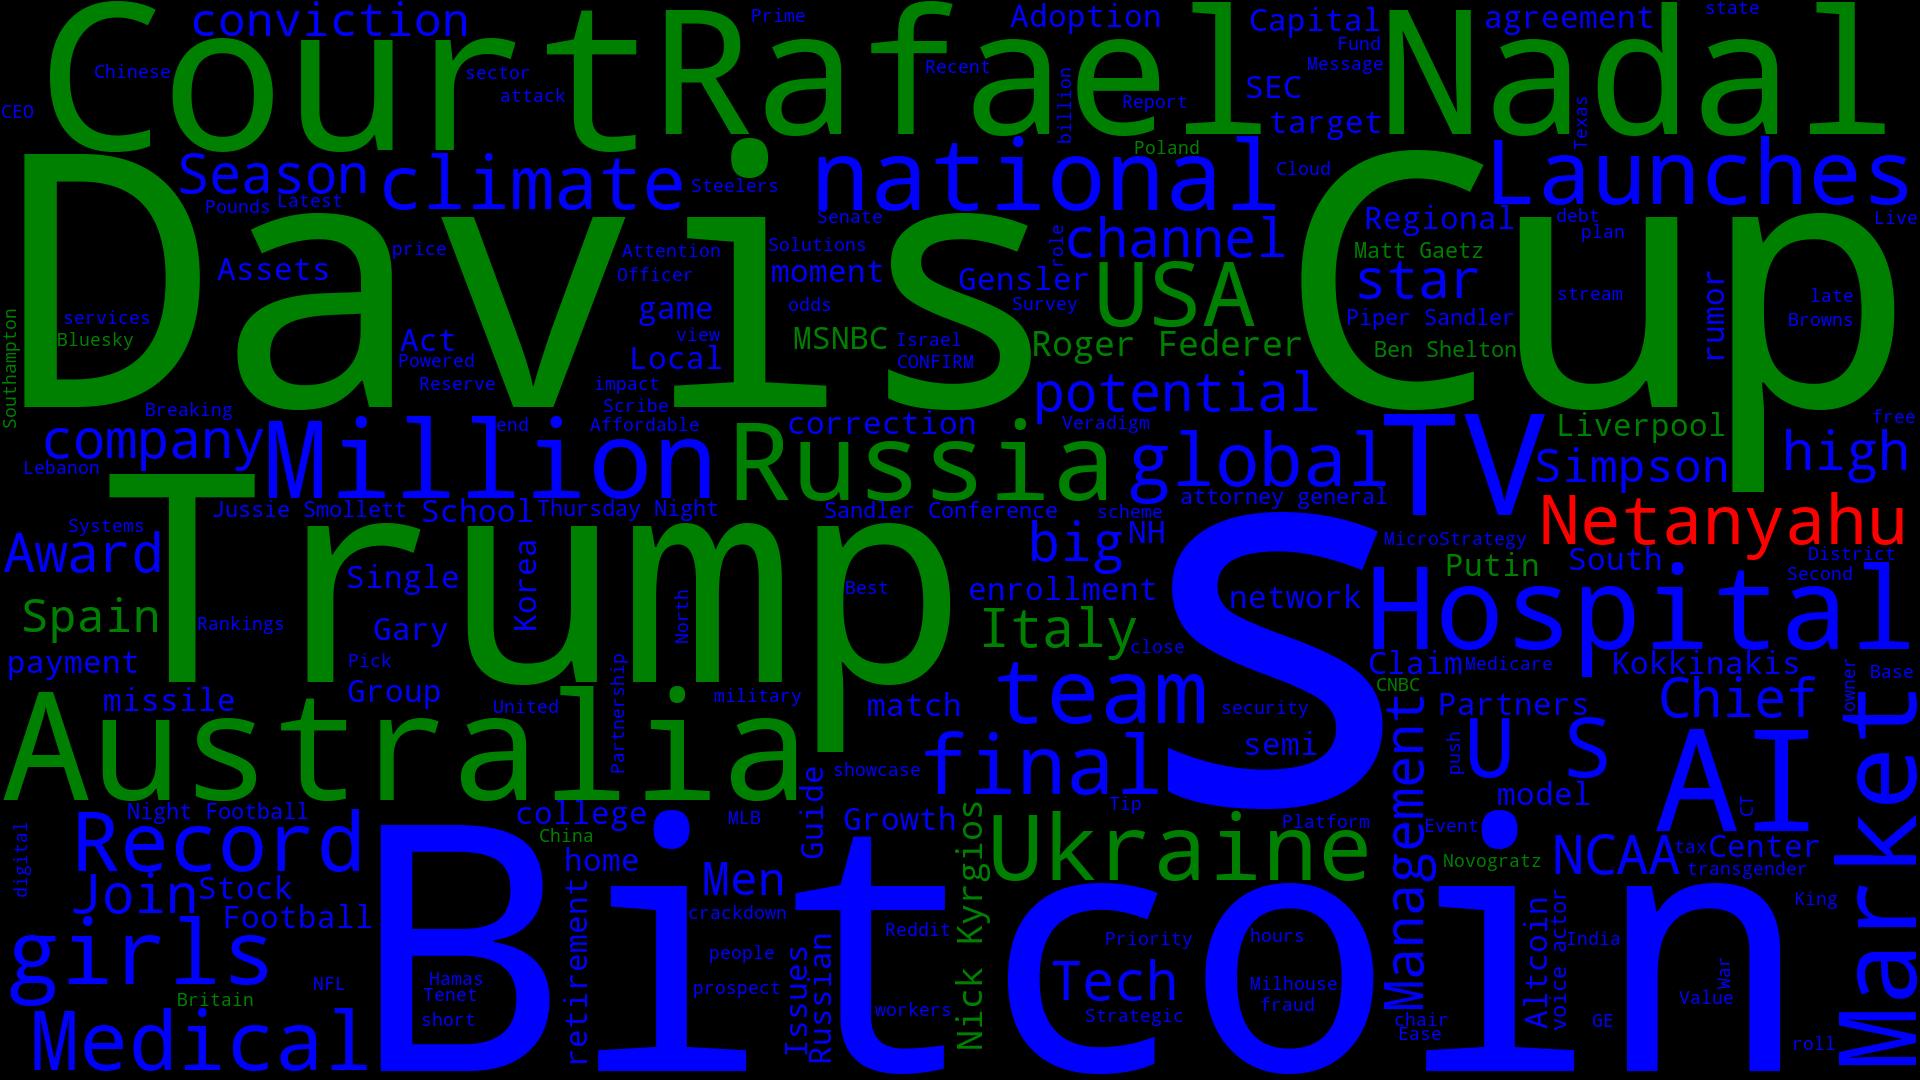 Court
Rafael
Nadal
Davis
Cup
Trump
S
Bitcoin
Australia
Russia
Ukraine
Netanyahu
conviction
Prime
Adoption
Capital
agreement
state
Chinese
sector
attack
CEO
Recent
billion
Report
Fund
Message
SEC
target
Texas
Poland
Cloud
Season
climate
national
Launches
Pounds
Latest
Steelers
Senate
Regional
debt
plan
Live
Assets
price
Attention
Officer
Solutions
moment
role
channel
Gensler
Survey
USA
Matt Gaetz
star
stream
rumor
late
Browns
Piper Sandler
Ben Shelton
services
Bluesky
Southampton
Act
Powered
Reserve
game
view
Local
odds
MSNBC
Israel
CONFIRM
Roger Federer
impact
Scribe
Affordable
potential
Breaking
company
Million
end
correction
Veradigm
global
TV
Liverpool
free
Simpson
high
Lebanon
attorney general
Jussie Smollett
School
Thursday Night
Sandler Conference
scheme
Systems
Award
Single
Korea
big
NH
MicroStrategy
Putin
South
District
Second
Spain
Rankings
Gary
North
Best
enrollment
network
Hospital
Italy
close
payment
Pick
Group
Claim
Medicare
Kokkinakis
owner
Base
missile
United
Partnership
military
match
team
security
CNBC
Partners
Chief
final
semi
showcase
push
U S
AI
CT
Market
model
Management
Night Football
college
China
MLB
Guide
Growth
Tip
Platform
Event
Record
digital
home
Men
Nick Kyrgios
Novogratz
NCAA
tax
Center
transgender
Join
Stock
Football
retirement
crackdown
Reddit
Priority
hours
King
girls
people
Issues
Russian
Tech
Milhouse
fraud
Altcoin
voice actor
India
War
Value
NFL
Hamas
Tenet
short
Britain
prospect
workers
Strategic
chair
Ease
GE
roll
Medical